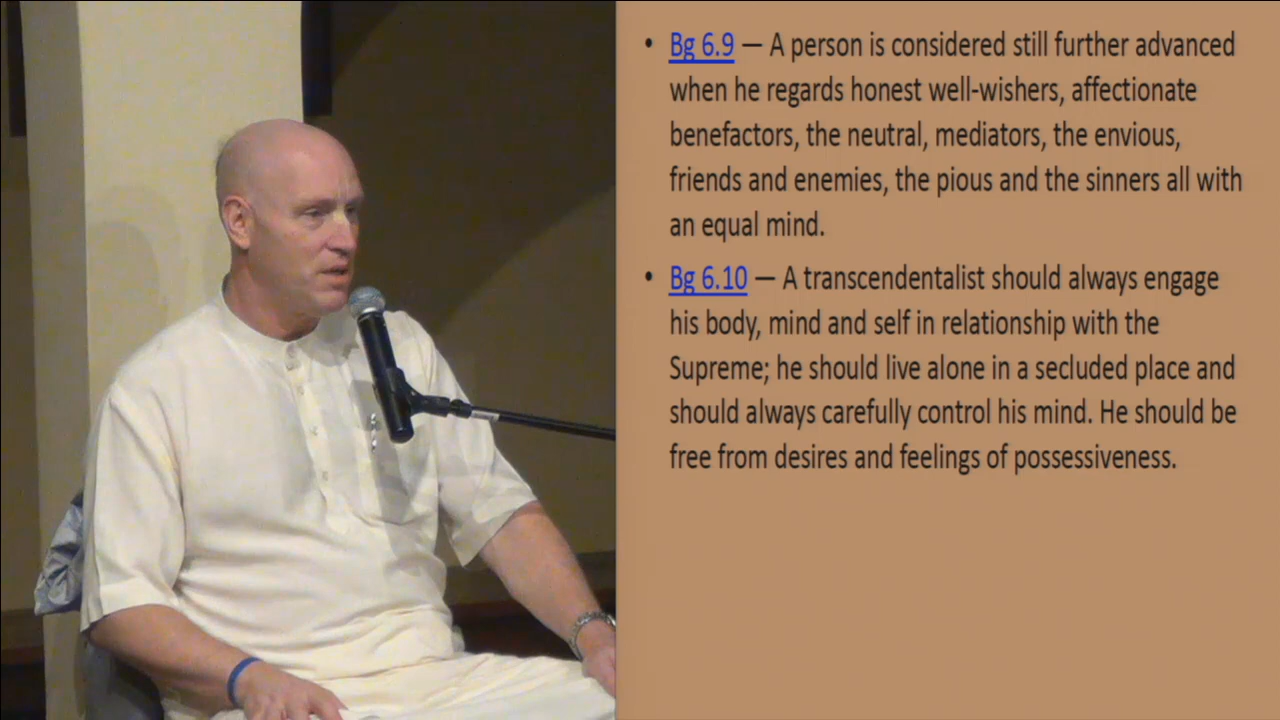 • Bg 6.9 — A person is considered still further advanced
when he regards honest well-wishers, affectionate
benefactors, the neutral, mediators, the envious,
friends and enemies, the pious and the sinners all with
an equal mind.
• Bg 6.10 — A transcendentalist should always engage
his body, mind and self in relationship with the
Supreme; he should live alone in a secluded place and
should always carefully control his mind. He should be
free from desires and feelings of possessiveness.